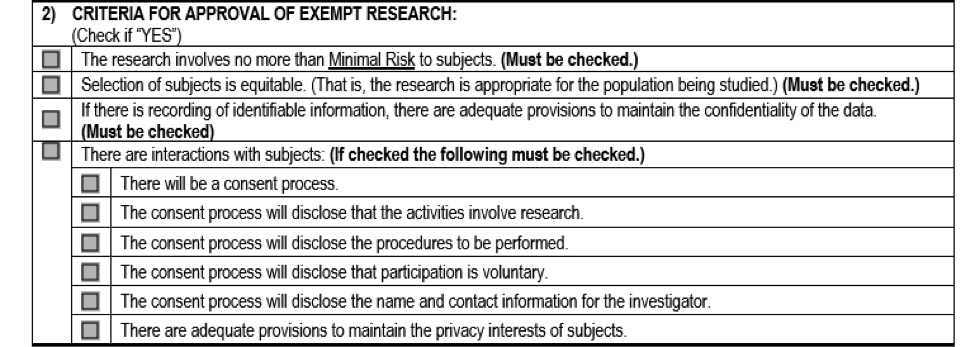 2) CRITERIA FOR APPROVAL OF EXEMPT RESEARCH:
(Check if "YES")
The research involves no more than Minimal Risk to subjects. (Must be checked.)
Selection of subjects is equitable. (That is, the research is appropriate for the population being studied.) (Must be checked.)
If there is recording of identifiable information, there are adequate provisions to maintain the confidentiality of the data.
(Must be checked)
There are interactions with subjects: (If checked the following must be checked.)
There will be a consent process.
The consent process will disclose that the activities involve research.
The consent process will disclose the procedures to be performed.
The consent process will disclose that participation is voluntary.
The consent process will disclose the name and contact information for the investigator.
There are adequate provisions to maintain the privacy interests of subjects.